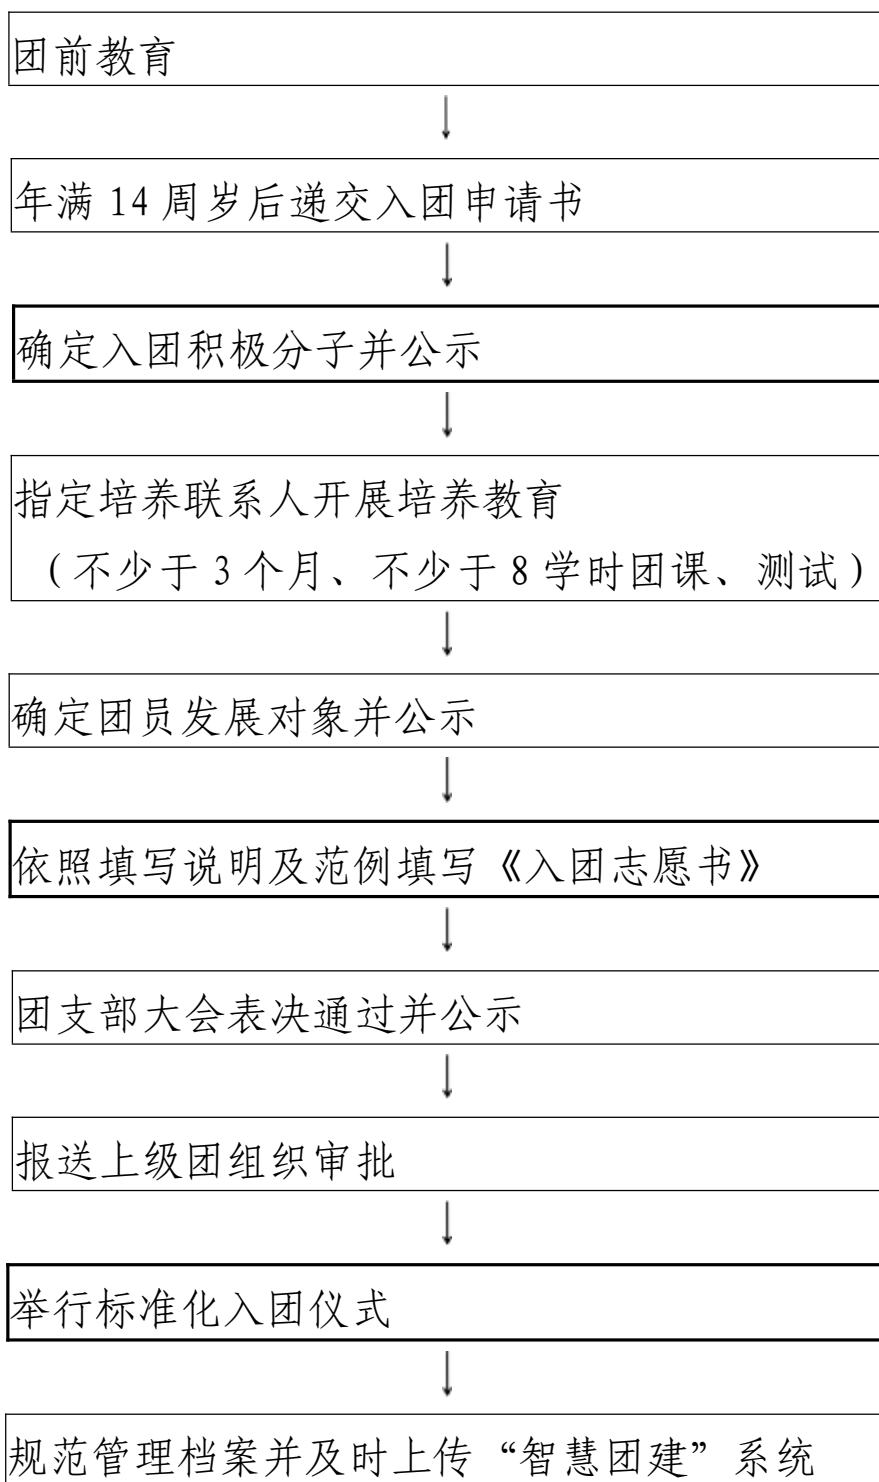 团前教育
年满 14 周岁后递交入团申请书
确定入团积极分子并公示
指定培养联系人开展培养教育
（不少于 3 个月、不少于 8 学时团课、测试）
确定团员发展对象并公示
依照填写说明及范例填写《入团志愿书》
团支部大会表决通过并公示
报送上级团组织审批
举行标准化入团仪式
规范管理档案并及时上传“智慧团建”系统